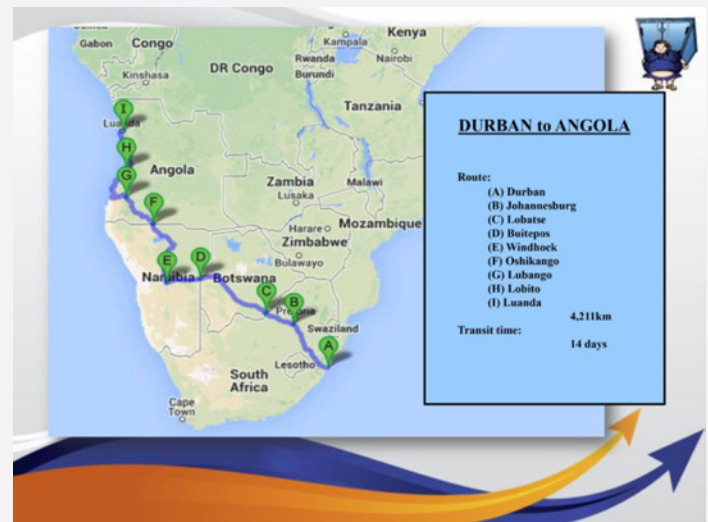 Gabon
Congo
Kinshasa
DR Congo
Kampala
Kenya
Nairobi
Rwanda
Burundi
Tanzania
I
H
Angola
G
F
Zambia
Lusaka
Malawi
Harare
Mozambique
Zimbabwe
Bulawayo
E
D
Namibia
Botswana
C
B
Swaziland
A
Lesotho
South
Africa
Cape
Town
DURBAN to ANGOLA
Route:
(A) Durban
(B) Johannesburg
(C) Lobatse
(D) Buitepos
(E) Windhoek
(F) Oshikango
(G) Lubango
(H) Lobito
(I) Luanda
4,211km
Transit time:
14 days